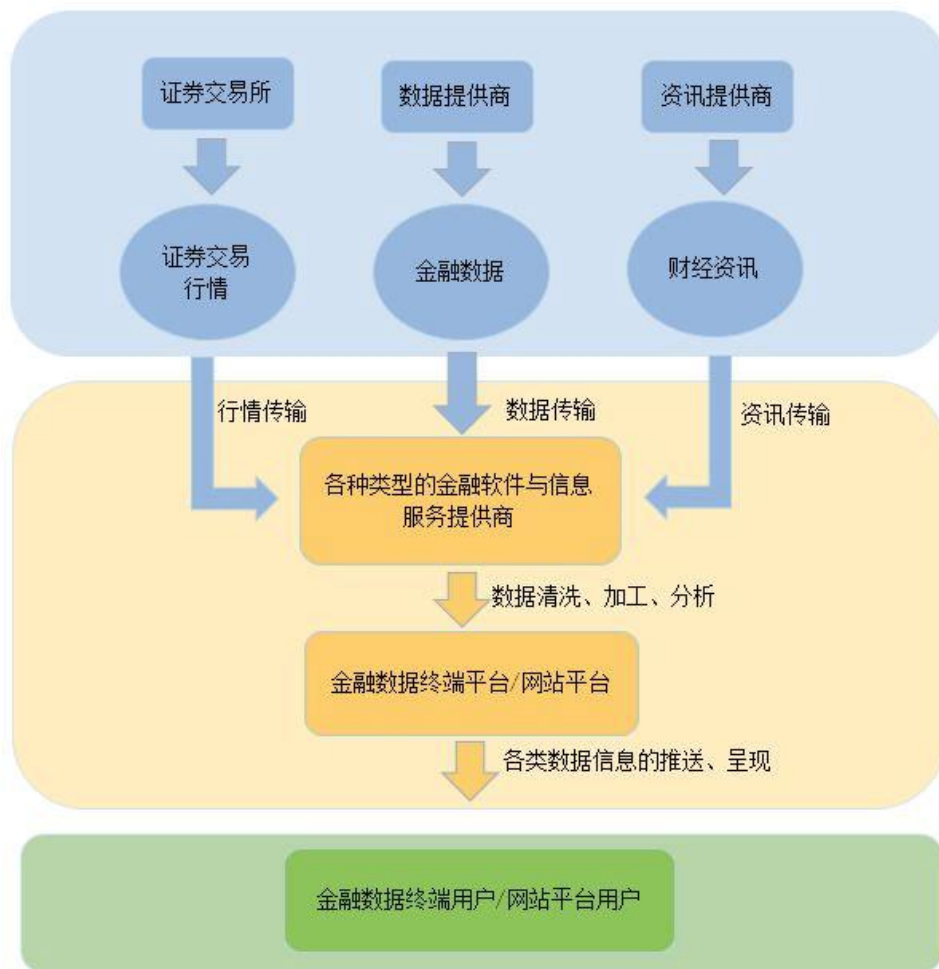 证券交易所
数据提供商
资讯提供商
证券交易
行情
金融数据
财经资讯
行情传输
数据传输
资讯传输
各种类型的金融软件与信息
服务提供商
数据清洗、加工、分析
金融数据终端平台/网站平台
各类数据信息的推送、呈现
金融数据终端用户/网站平台用户